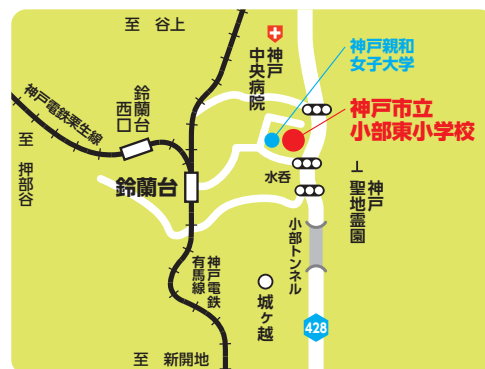 至 谷上
神戸
中央病院
神戸親和
女子大学
神戸市立
小部東小学校
神戸電鉄粟生線
鈴蘭台
西口
至 押部谷
鈴蘭台
水呑
神戸
聖地霊園
小部トンネル
神戸電鉄
有馬線
城ヶ越
428
至 新開地